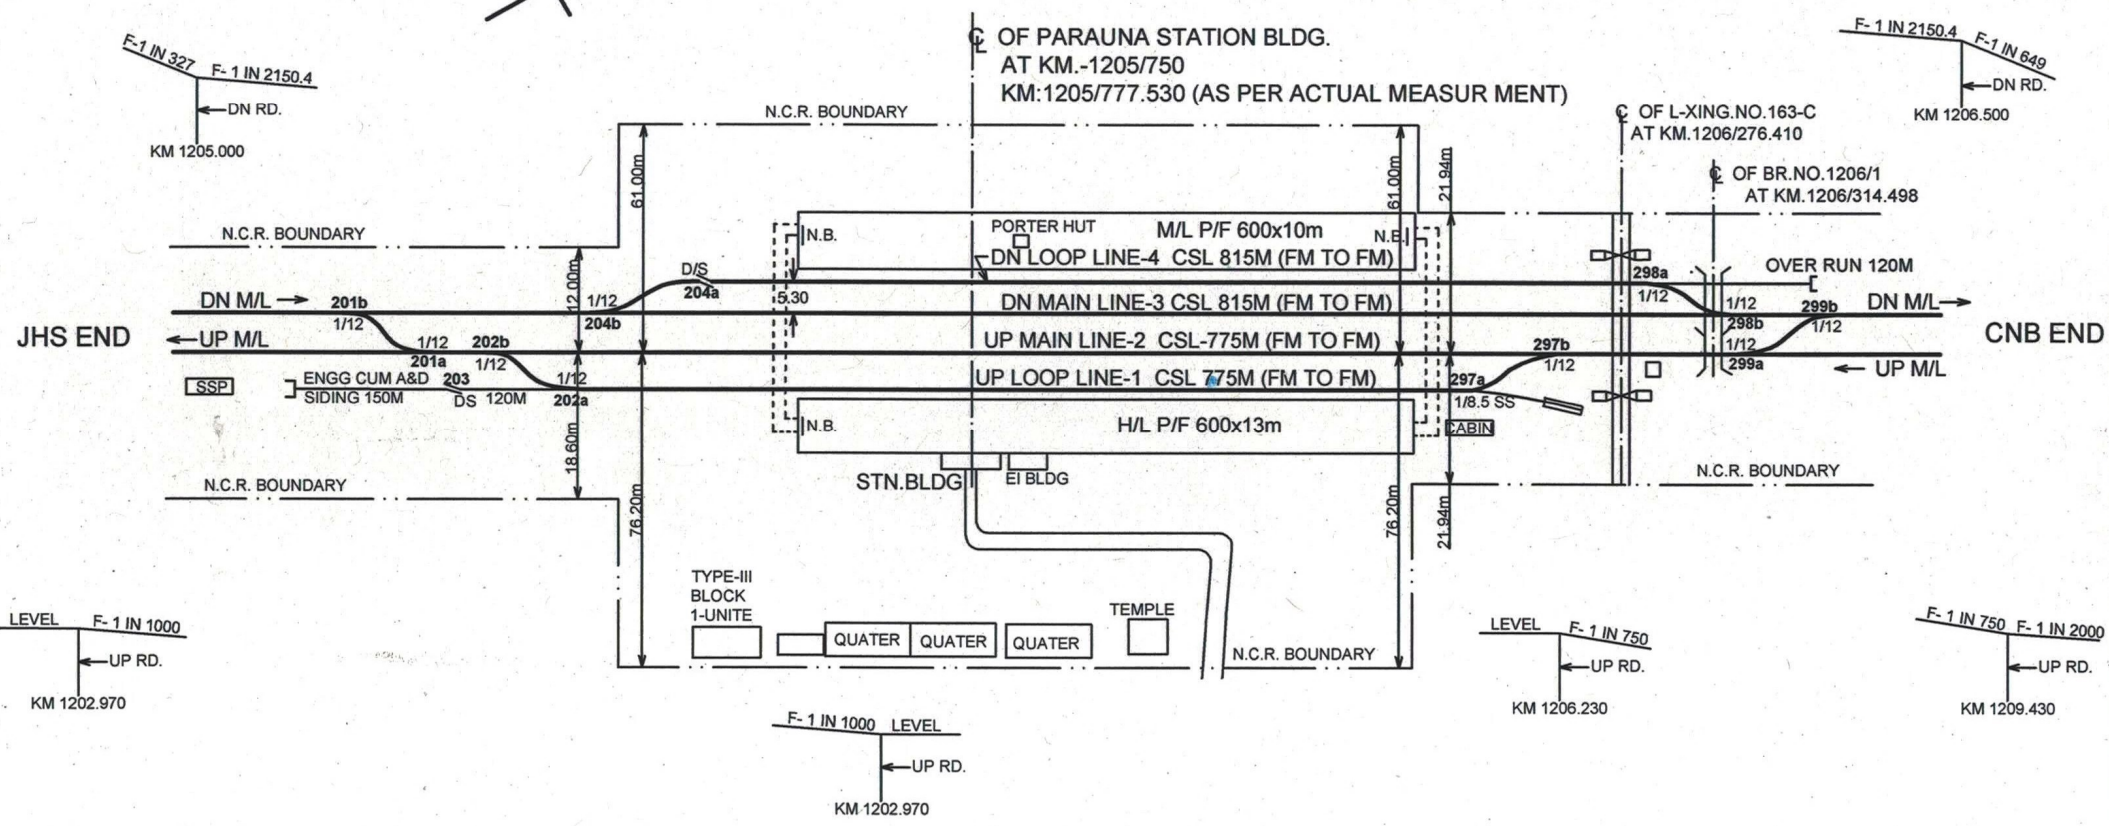 F-1 IN 327
F- 1 IN 2150.4
DN RD.
KM 1205.000
℄ OF PARAUNA STATION BLDG.
AT KM.-1205/750
KM:1205/777.530 (AS PER ACTUAL MEASUR MENT)
F- 1 IN 2150.4
F-1 IN 649
DN RD.
KM 1206.500
℄ OF L-XING.NO.163-C
AT KM.1206/276.410
℄ OF BR.NO.1206/1
AT KM.1206/314.498
N.C.R. BOUNDARY
61.00m
61.00m
21.94m
N.C.R. BOUNDARY
12.00m
N.B.
PORTER HUT
M/L P/F 600x10m
N.B.
DN LOOP LINE-4 CSL 815M (FM TO FM)
D/S
204a
298a
1/12
OVER RUN 120M
DN M/L
201b
1/12
1/12
204b
5.30
DN MAIN LINE-3 CSL 815M (FM TO FM)
1/12
298b
299b
1/12
DN M/L
JHS END
UP M/L
1/12
201a
202b
1/12
UP MAIN LINE-2 CSL-775M (FM TO FM)
297b
1/12
1/12
299a
UP M/L
CNB END
SSP
ENGG CUM A&D
SIDING 150M
203
DS
120M
1/12
202a
UP LOOP LINE-1 CSL 775M (FM TO FM)
297a
1/8.5 SS
N.B.
H/L P/F 600x13m
CABIN
18.60m
N.C.R. BOUNDARY
STN.BLDG
EI BLDG
N.C.R. BOUNDARY
76.20m
76.20m
21.94m
TYPE-III
BLOCK
1-UNITE
QUATER
QUATER
QUATER
TEMPLE
N.C.R. BOUNDARY
LEVEL
F- 1 IN 1000
UP RD.
KM 1202.970
F- 1 IN 1000
LEVEL
UP RD.
KM 1202.970
LEVEL
F- 1 IN 750
UP RD.
KM 1206.230
F- 1 IN 750
F- 1 IN 2000
UP RD.
KM 1209.430